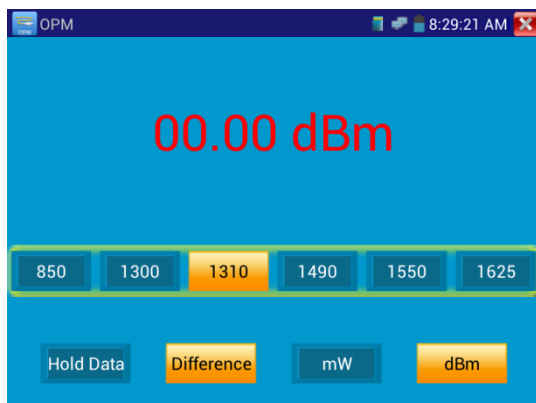 OPM
OPM 8:29:21 AM
00.00 dBm
850 1300 1310 1490 1550 1625
Hold Data Difference mW dBm